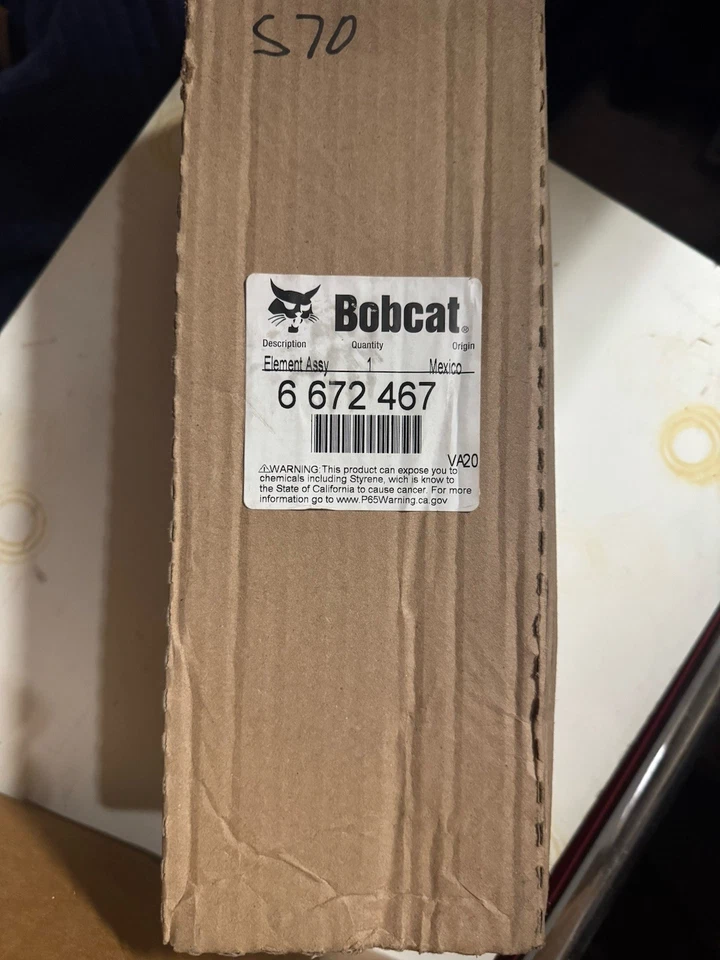 S70
Bobcat®
Description Quantity Origin
Element Assy 1 Mexico
6 672 467
VA20
⚠WARNING: This product can expose you to
chemicals including Styrene, wich is know to
the State of California to cause cancer. For more
information go to www.P65Warning.ca.gov